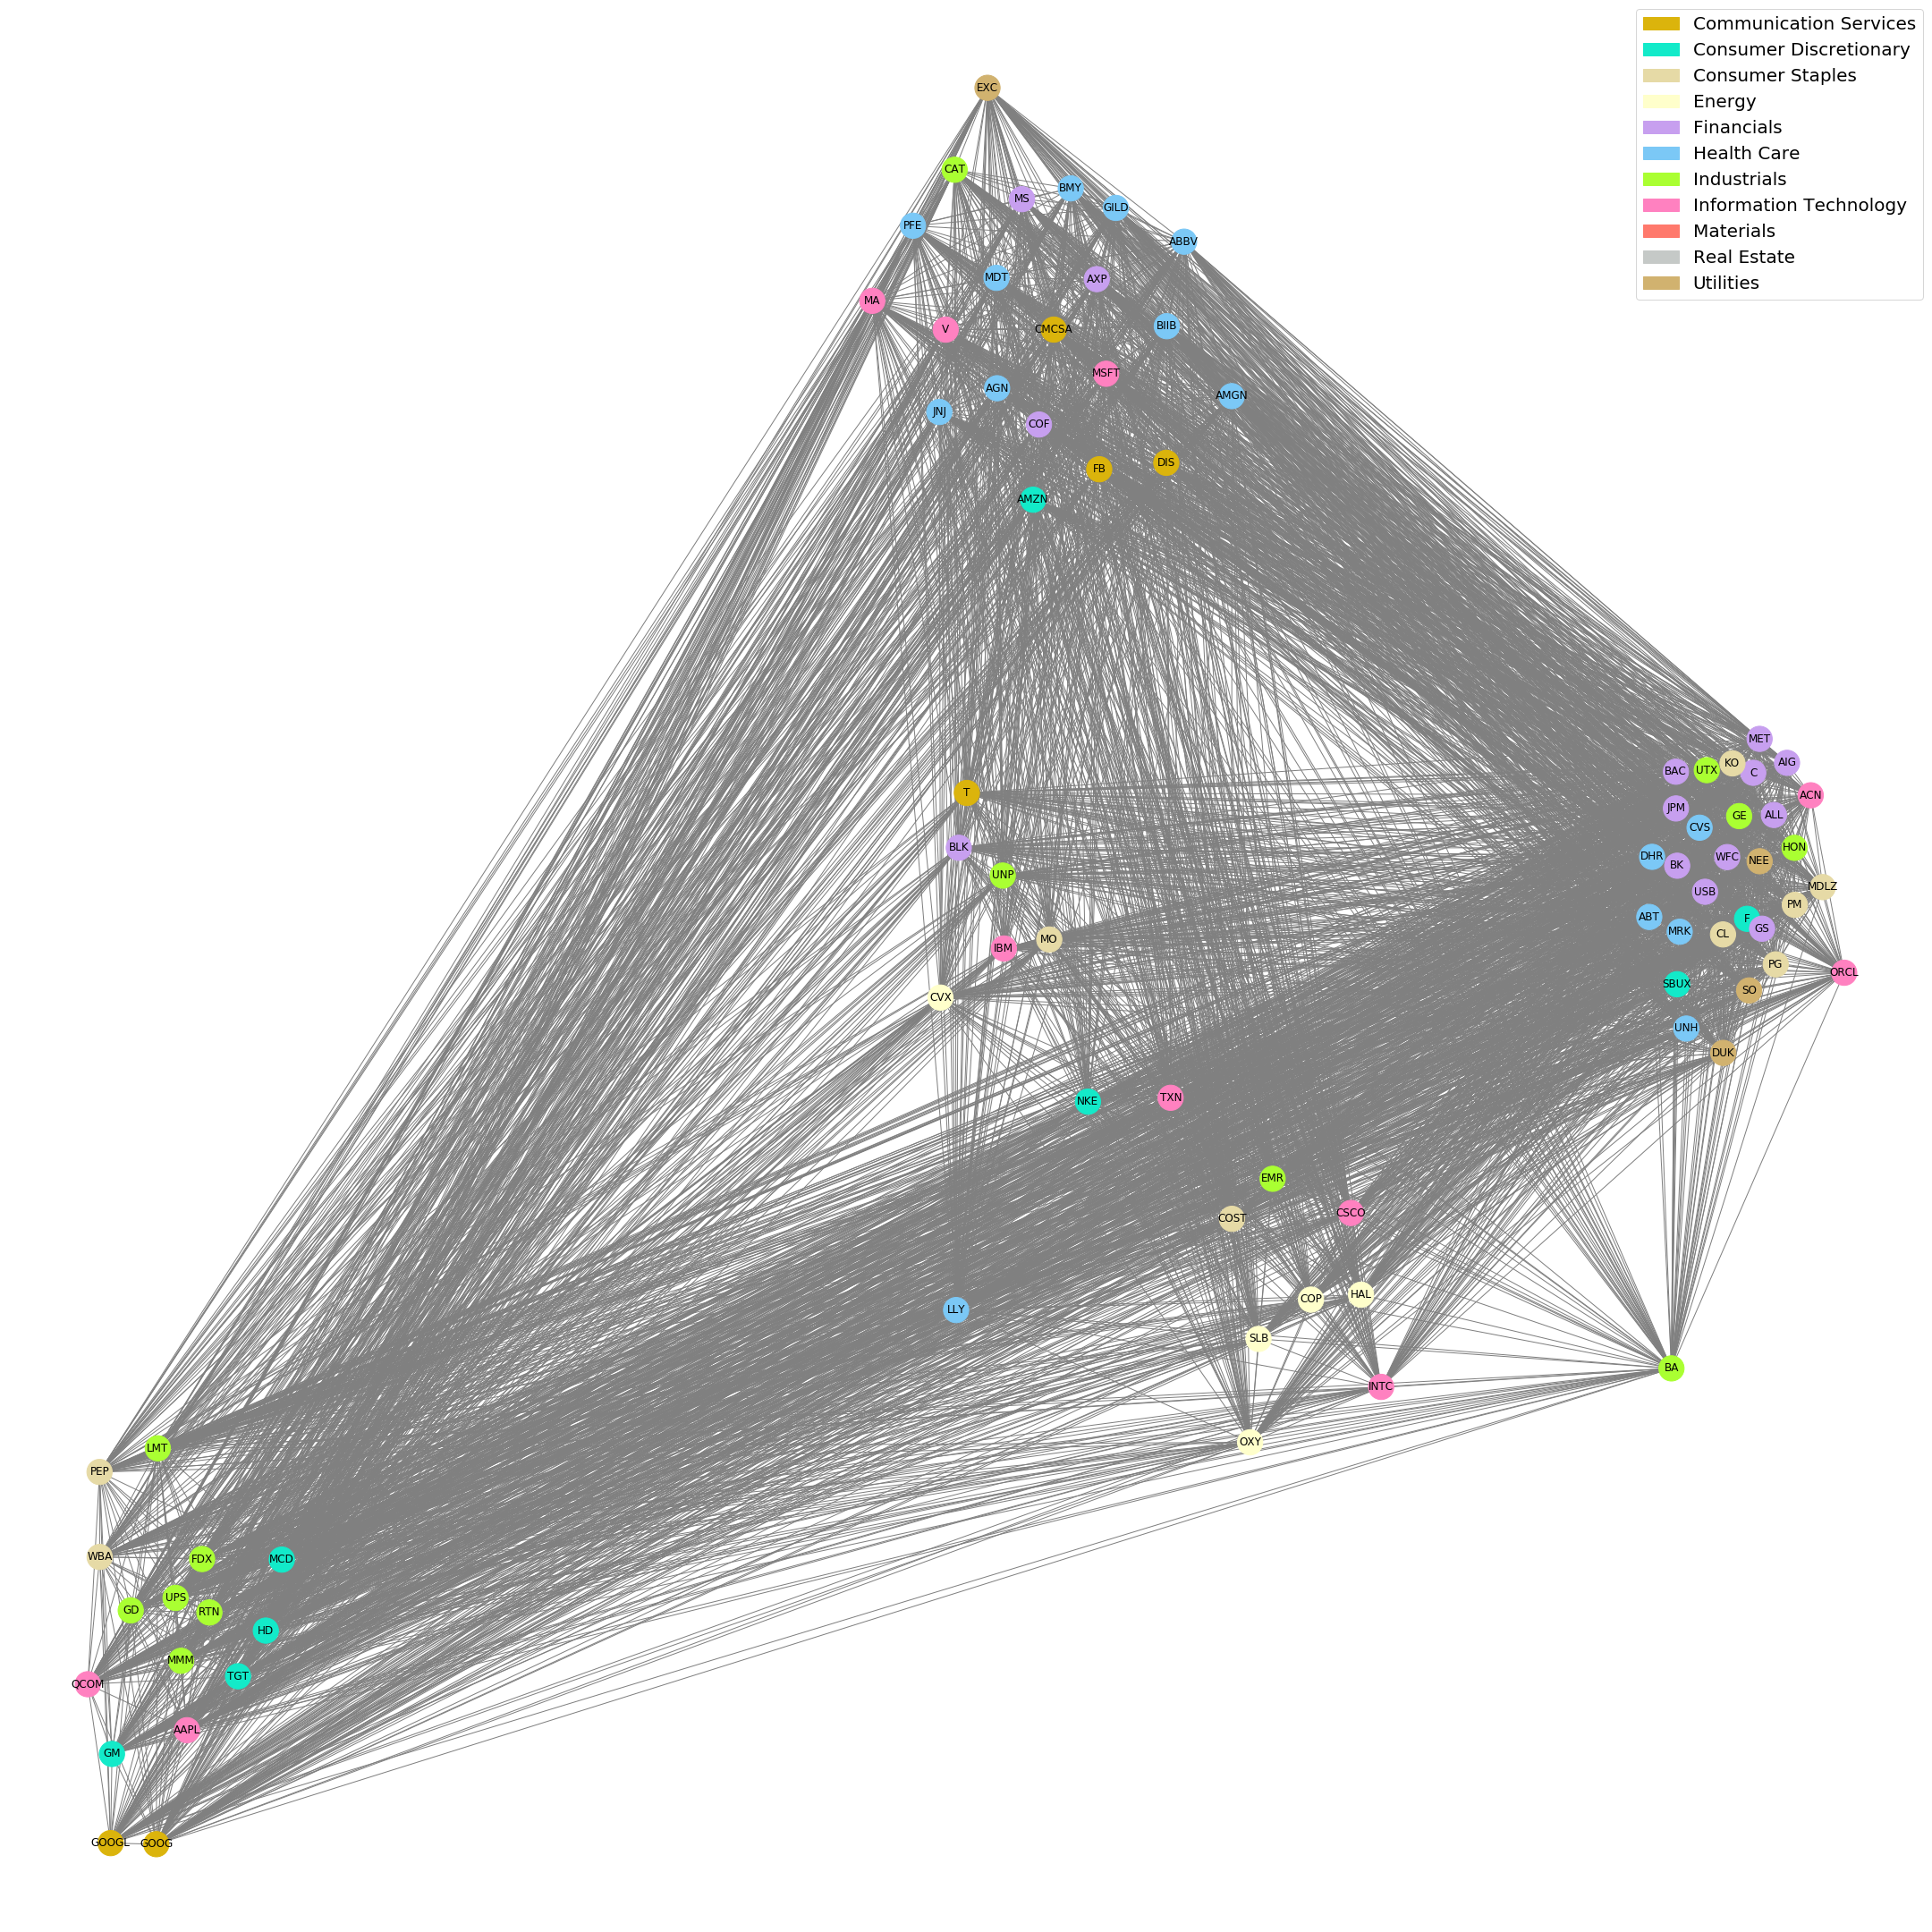 Communication Services
Consumer Discretionary
Consumer Staples
Energy
Financials
Health Care
Industrials
Information Technology
Materials
Real Estate
Utilities
EXC
CAT
BMY
MS
GILD
PFE
ABBV
MDT
AXP
MA
V
CMCSA
BIIB
MSFT
AGN
AMGN
JNJ
COF
DIS
FB
AMZN
MET
AIG
KO
UTX
BAC
C
T
ACN
JPM
ALL
GE
CVS
BLK
HON
DHR
WFC
NEE
BK
UNP
MDLZ
USB
PM
ABT
F
GS
MRK
CL
MO
IBM
PG
ORCL
SBUX
SO
CVX
UNH
DUK
TXN
NKE
EMR
CSCO
COST
HAL
COP
LLY
SLB
BA
INTC
OXY
LMT
PEP
WBA
FDX
MCD
UPS
GD
RTN
HD
MMM
TGT
QCOM
AAPL
GM
GOOGL
GOOG